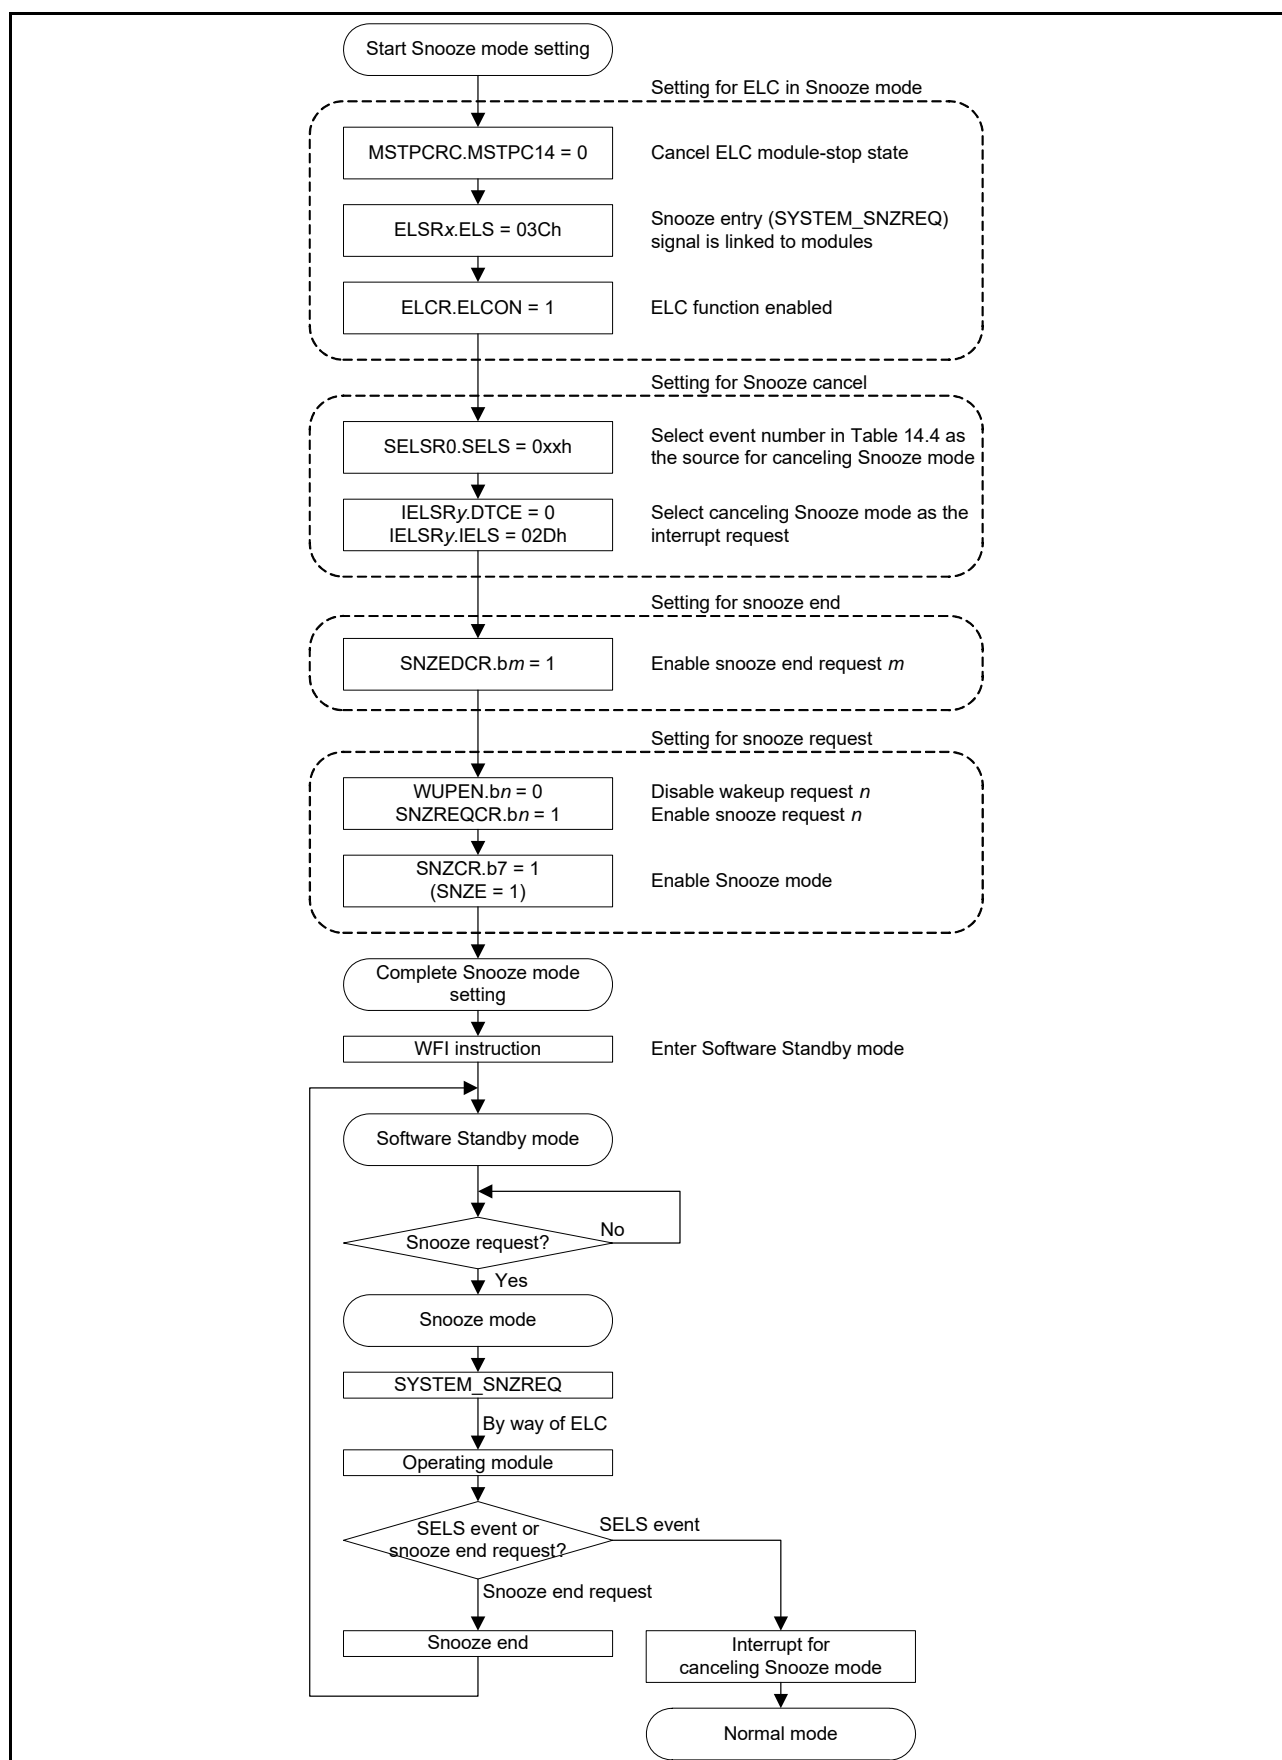 Start Snooze mode setting
Setting for ELC in Snooze mode
MSTPCRC.MSTPC14 = 0
Cancel ELC module-stop state
ELSRx.ELS = 03Ch
Snooze entry (SYSTEM_SNZREQ)
signal is linked to modules
ELCR.ELCON = 1
ELC function enabled
Setting for Snooze cancel
SELSR0.SELS = 0xxh
Select event number in Table 14.4 as
the source for canceling Snooze mode
IELSRy.DTCE = 0
IELSRy.IELS = 02Dh
Select canceling Snooze mode as the
interrupt request
Setting for snooze end
SNZEDCR.bm = 1
Enable snooze end request m
Setting for snooze request
WUPEN.bn = 0
SNZREQCR.bn = 1
Disable wakeup request n
Enable snooze request n
SNZCR.b7 = 1
(SNZE = 1)
Enable Snooze mode
Complete Snooze mode
setting
WFI instruction
Enter Software Standby mode
Software Standby mode
No
Snooze request?
Yes
Snooze mode
SYSTEM_SNZREQ
By way of ELC
Operating module
SELS event or
snooze end request?
SELS event
Snooze end request
Snooze end
Interrupt for
canceling Snooze mode
Normal mode